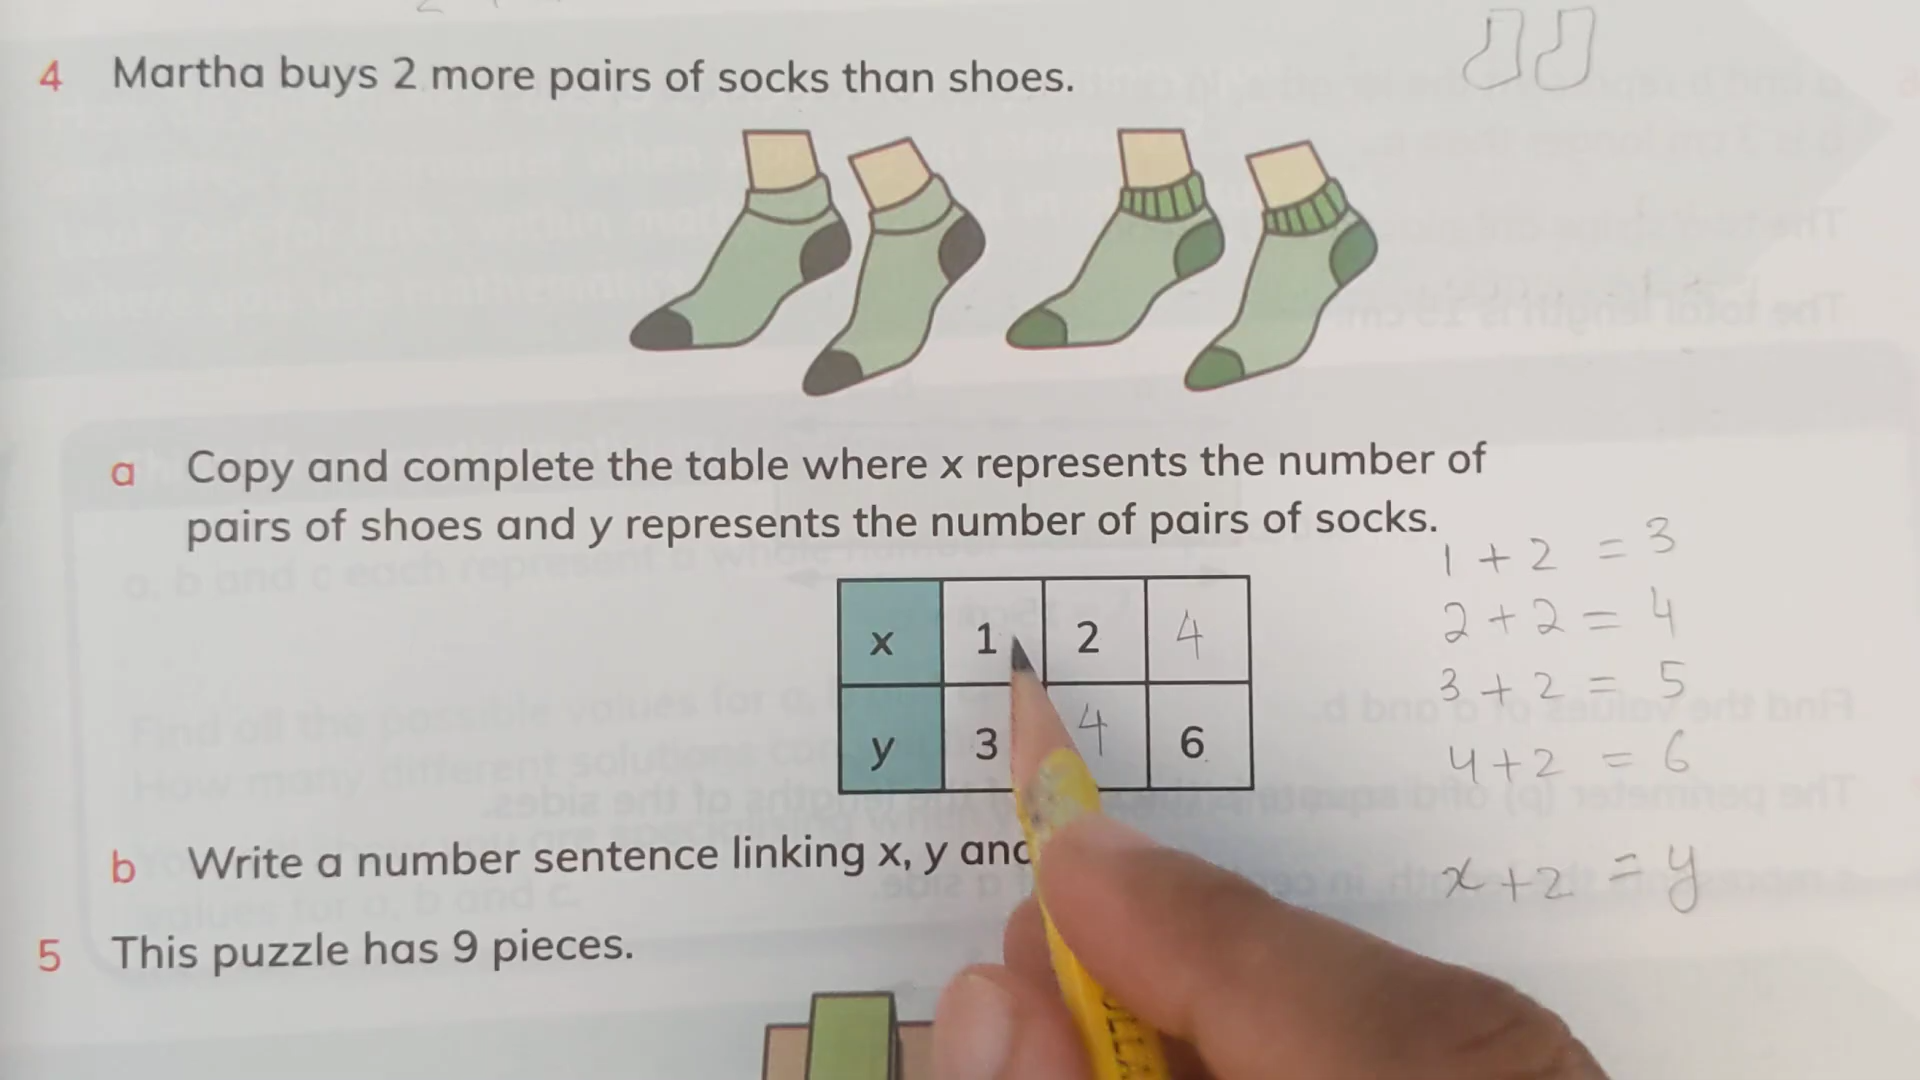 4 Martha buys 2 more pairs of socks than shoes.
a Copy and complete the table where x represents the number of
pairs of shoes and y represents the number of pairs of socks.
1 + 2 = 3
2 + 2 = 4
3 + 2 = 5
4 + 2 = 6
x 1 2 4
y 3 4 6
b Write a number sentence linking x, y and
x + 2 = y
5 This puzzle has 9 pieces.